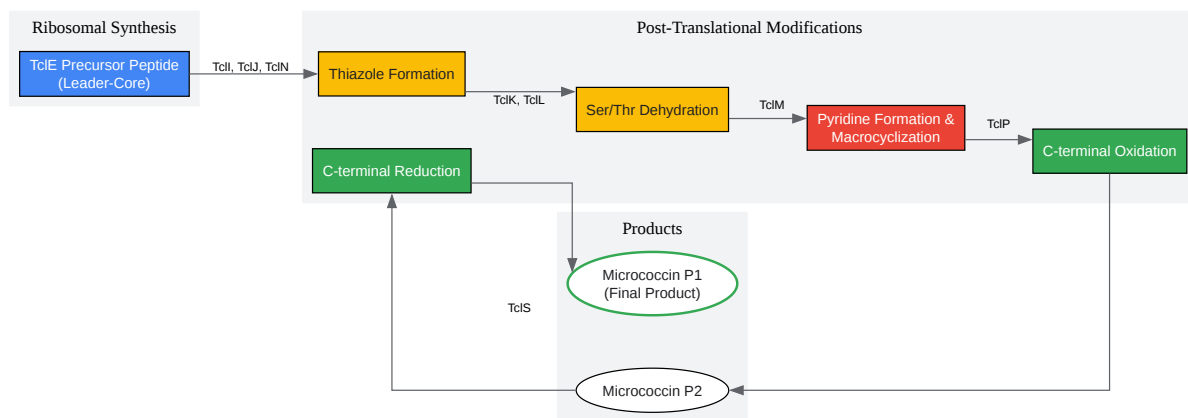 Ribosomal Synthesis
Post-Translational Modifications
TclE Precursor Peptide
(Leader-Core)
TclI, TclJ, TclN
Thiazole Formation
TclK, TclL
Ser/Thr Dehydration
TclM
Pyridine Formation &
Macrocyclization
TclP
C-terminal Oxidation
C-terminal Reduction
Products
Micrococcin P1
(Final Product)
TclS
Micrococcin P2